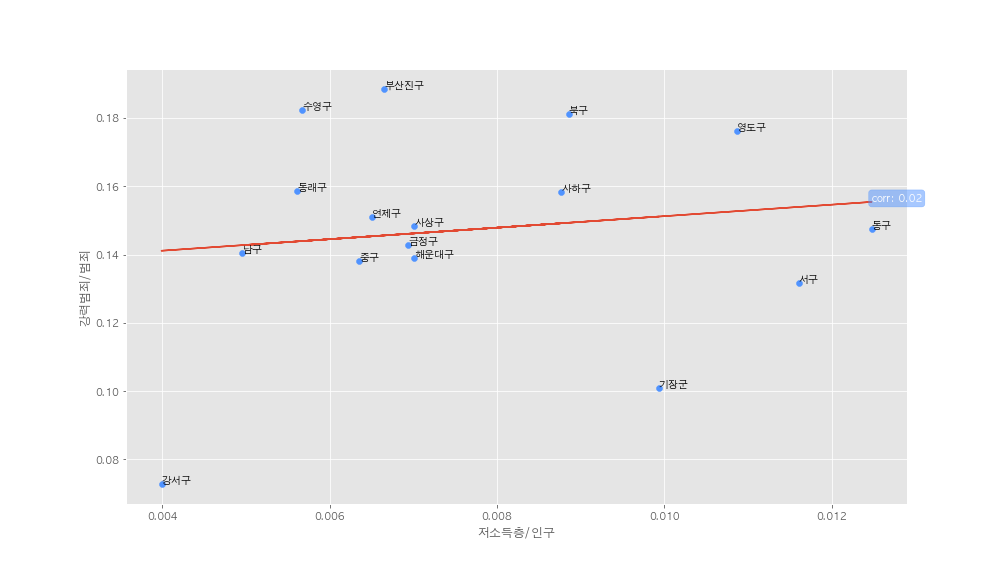 부산진구
수영구
북구
영도구
동래구
사하구
연제구
사상구
금정구
해운대구
남구
중구
corr: 0.02
동구
서구
기장군
강서구
0.18
0.16
0.14
0.12
0.10
0.08
강력범죄/범죄
0.004 0.006 0.008 0.010 0.012
저소득층/인구